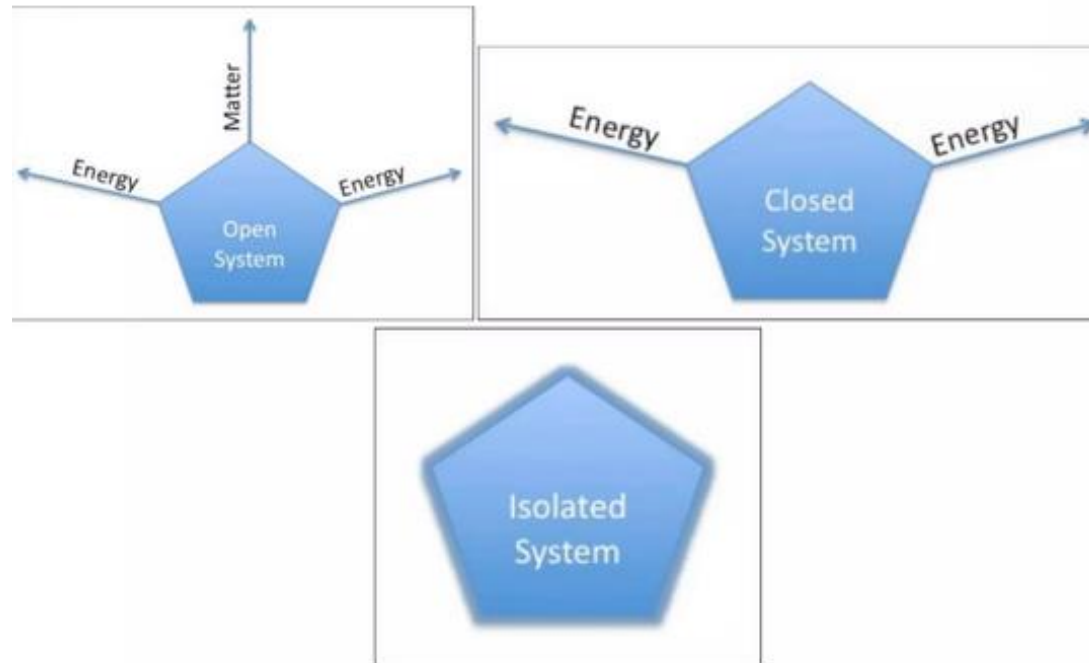 Matter
Energy
Energy
Open
System
Energy
Energy
Closed
System
Isolated
System